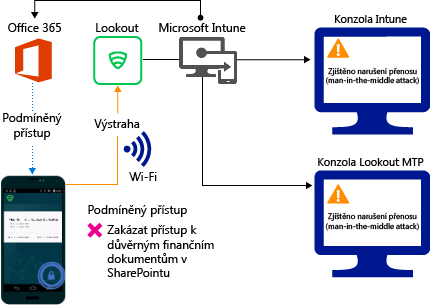 Office 365
Lookout
Microsoft Intune
Konzola Intune
Zjištěno narušení přenosu
(man-in-the-middle attack)
Podmíněný
přístup
Výstraha
Wi-Fi
Konzola Lookout MTP
Zjištěno narušení přenosu
(man-in-the-middle attack)
Podmíněný přístup
Zakázat přístup k
důvěrným finančním
dokumentům v
SharePointu